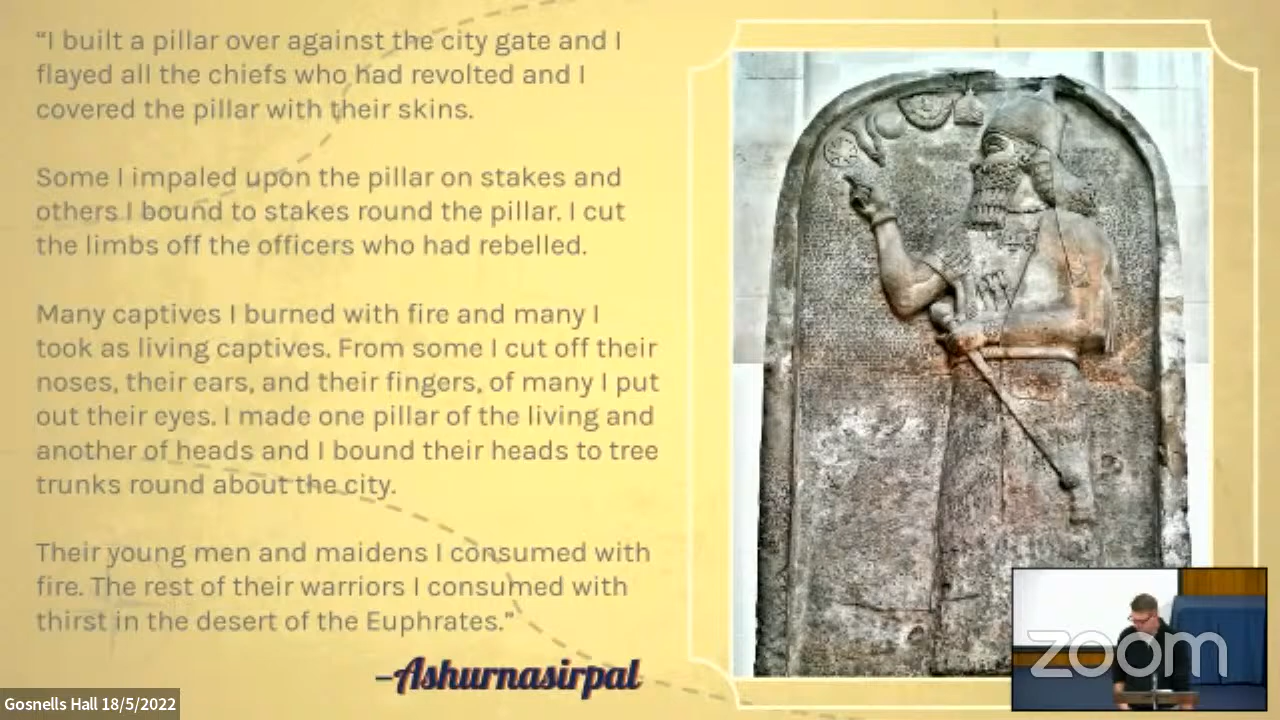 “I built a pillar over against the city gate and I
flayed all the chiefs who had revolted and I
covered the pillar with their skins.
Some I impaled upon the pillar on stakes and
others I bound to stakes round the pillar. I cut
the limbs off the officers who had rebelled.
Many captives I burned with fire and many I
took as living captives. From some I cut off their
noses, their ears, and their fingers, of many I put
out their eyes. I made one pillar of the living and
another of heads and I bound their heads to tree
trunks round about the city.
Their young men and maidens I consumed with
fire. The rest of their warriors I consumed with
thirst in the desert of the Euphrates.”
–Ashurnasirpal
zoom
Gosnells Hall 18/5/2022